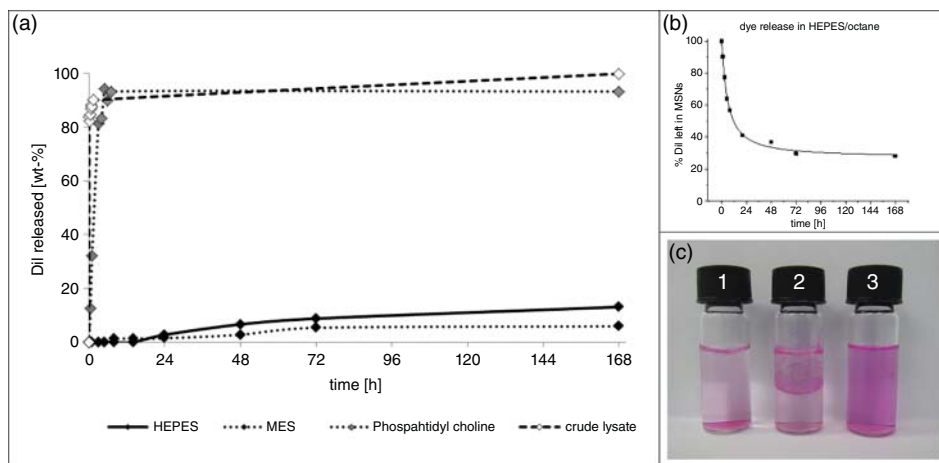 (a)
100
80
60
40
20
0
DiI released [wt-%]
0 24 48 72 96 120 144 168
time [h]
HEPES MES Phospahtidyl choline crude lysate
(b)
dye release in HEPES/octane
100
80
60
40
20
0
% DiI left in MSNs
0 24 48 72 96 120 144 168
time [h]
(c)
1 2 3